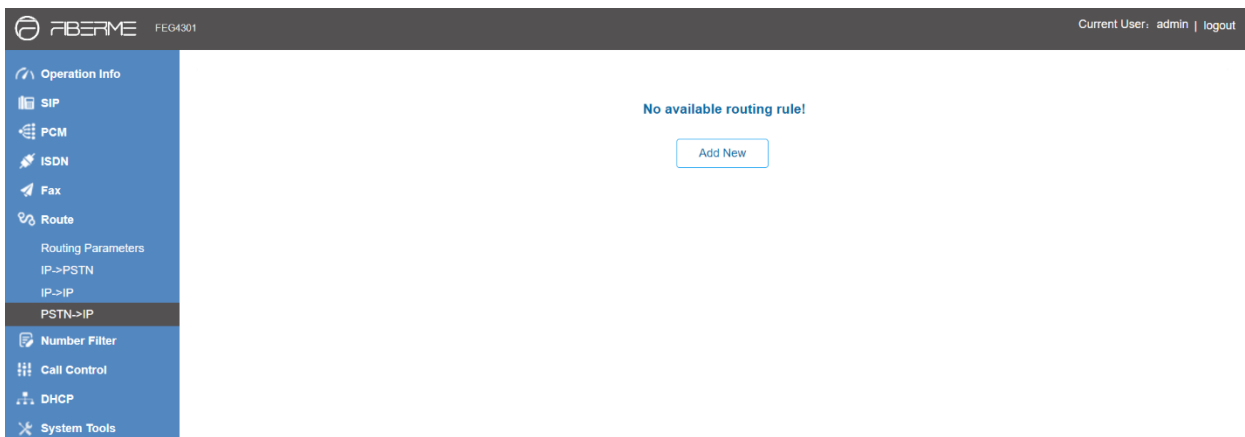 FIBERME FEG4301 Current User: admin | logout
Operation Info
SIP
PCM
ISDN
Fax
Route
Routing Parameters
IP->PSTN
IP->IP
PSTN->IP
Number Filter
Call Control
DHCP
System Tools
No available routing rule!
Add New